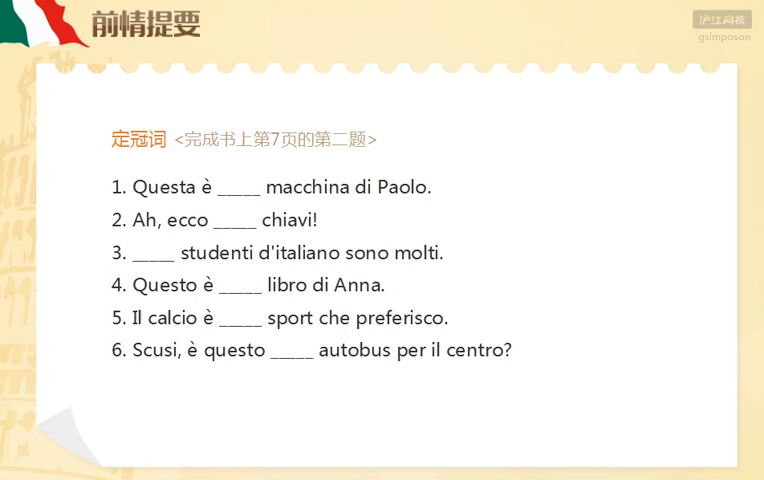 前情提要
沪江网校
gsimposon
定冠词 <完成书上第7页的第二题>
1. Questa è _____ macchina di Paolo.
2. Ah, ecco _____ chiavi!
3. _____ studenti d'italiano sono molti.
4. Questo è _____ libro di Anna.
5. Il calcio è _____ sport che preferisco.
6. Scusi, è questo _____ autobus per il centro?